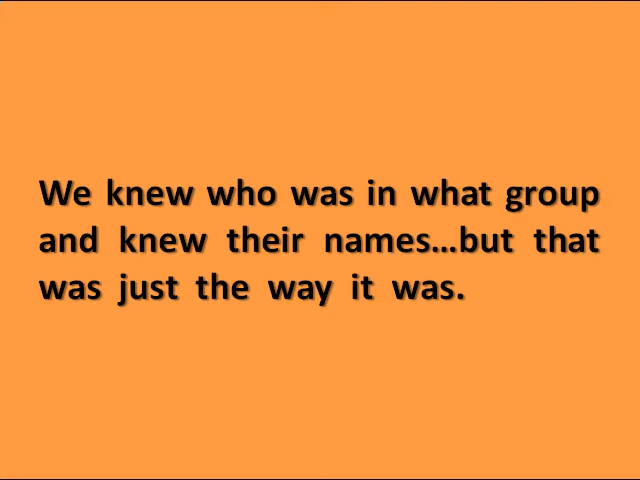 We knew who was in what group
and knew their names…but that
was just the way it was.